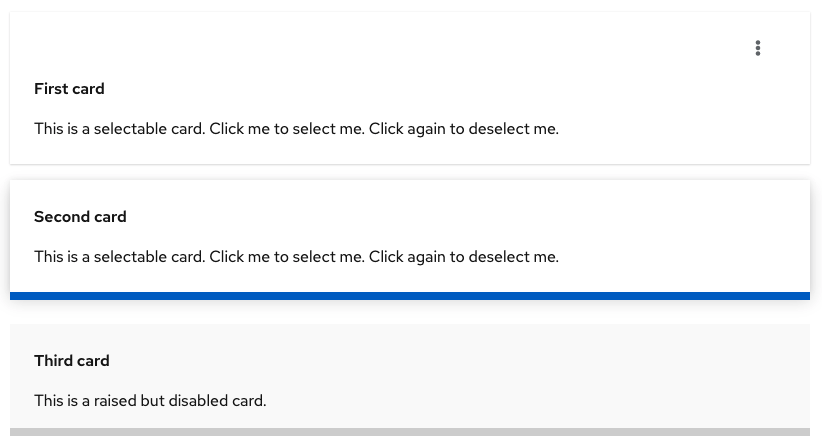 First card
This is a selectable card. Click me to select me. Click again to deselect me.
Second card
This is a selectable card. Click me to select me. Click again to deselect me.
Third card
This is a raised but disabled card.